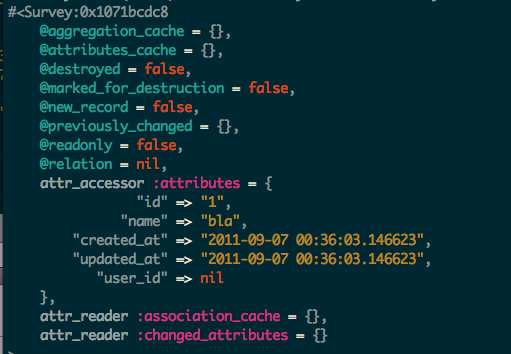 #<Survey:0x1071bcdc8
@aggregation_cache = {},
@attributes_cache = {},
@destroyed = false,
@marked_for_destruction = false,
@new_record = false,
@previously_changed = {},
@readonly = false,
@relation = nil,
attr_accessor :attributes = {
"id" => "1",
"name" => "bla",
"created_at" => "2011-09-07 00:36:03.146623",
"updated_at" => "2011-09-07 00:36:03.146623",
"user_id" => nil
},
attr_reader :association_cache = {},
attr_reader :changed_attributes = {}
>